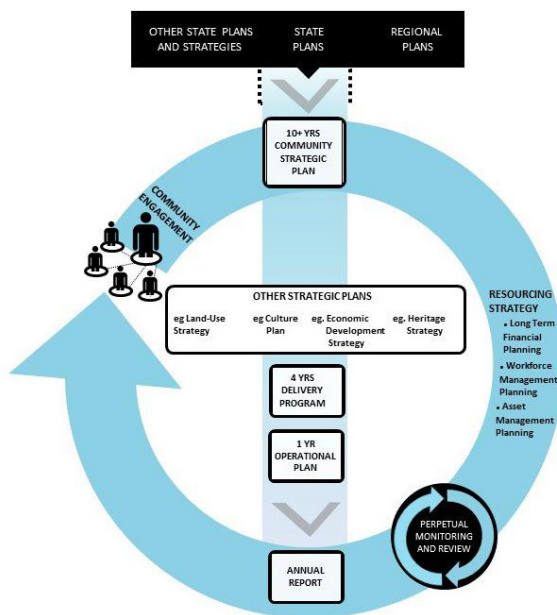 OTHER STATE PLANS
AND STRATEGIES
STATE
PLANS
REGIONAL
PLANS
10+ YRS
COMMUNITY
STRATEGIC
PLAN
COMMUNITY
ENGAGEMENT
OTHER STRATEGIC PLANS
eg Land-Use
Strategy
eg Culture
Plan
eg. Economic
Development
Strategy
eg. Heritage
Strategy
RESOURCING
STRATEGY
. Long Term
Financial
Planning
. Workforce
Management
Planning
. Asset
Management
Planning
4 YRS
DELIVERY
PROGRAM
1 YR
OPERATIONAL
PLAN
PERPETUAL
MONITORING
AND REVIEW
ANNUAL
REPORT